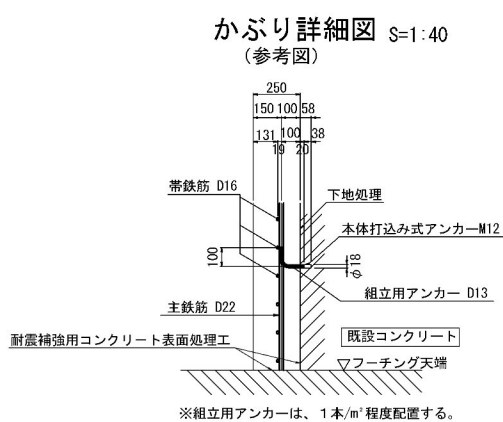 かぶり詳細図 S=1:40
(参考図)
250
150 100 58
131 100 38
19 20
帯鉄筋 D16
下地処理
本体打込み式アンカーM12
100
φ18
組立用アンカー D13
主鉄筋 D22
耐震補強用コンクリート表面処理工
既設コンクリート
▽フーチング天端
※組立用アンカーは、1本/㎡程度配置する。